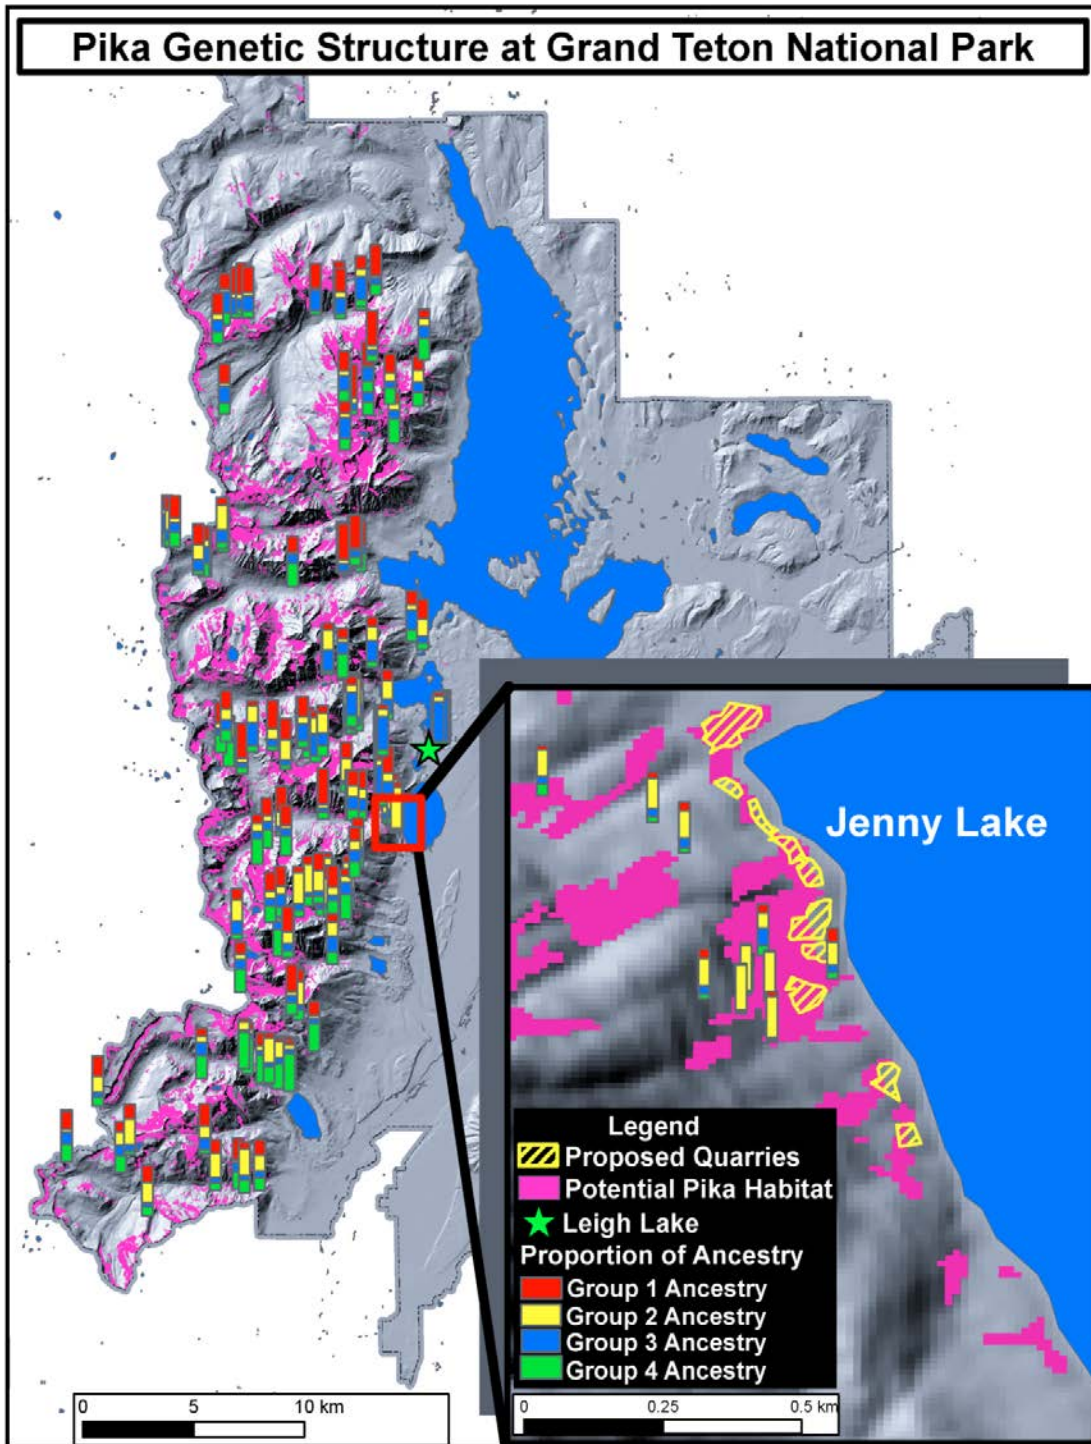 Pika Genetic Structure at Grand Teton National Park
Jenny Lake
Legend
Proposed Quarries
Potential Pika Habitat
Leigh Lake
Proportion of Ancestry
Group 1 Ancestry
Group 2 Ancestry
Group 3 Ancestry
Group 4 Ancestry
0 5 10 km
0 0.25 0.5 km